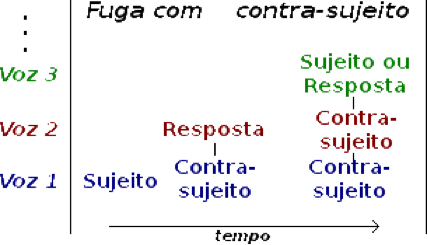 Fuga com contra-sujeito
Voz 3
Sujeito ou
Resposta
Voz 2
Resposta
Contra-
sujeito
Voz 1
Sujeito
Contra-
sujeito
Contra-
sujeito
tempo